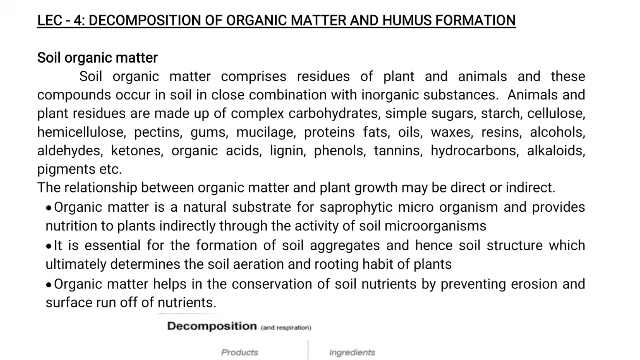 LEC - 4: DECOMPOSITION OF ORGANIC MATTER AND HUMUS FORMATION
Soil organic matter
Soil organic matter comprises residues of plant and animals and these
compounds occur in soil in close combination with inorganic substances. Animals and
plant residues are made up of complex carbohydrates, simple sugars, starch, cellulose,
hemicellulose, pectins, gums, mucilage, proteins fats, oils, waxes, resins, alcohols,
aldehydes, ketones, organic acids, lignin, phenols, tannins, hydrocarbons, alkaloids,
pigments etc.
The relationship between organic matter and plant growth may be direct or indirect.
•Organic matter is a natural substrate for saprophytic micro organism and provides
nutrition to plants indirectly through the activity of soil microorganisms
•It is essential for the formation of soil aggregates and hence soil structure which
ultimately determines the soil aeration and rooting habit of plants
•Organic matter helps in the conservation of soil nutrients by preventing erosion and
surface run off of nutrients.
Decomposition (and respiration)
Products Ingredients